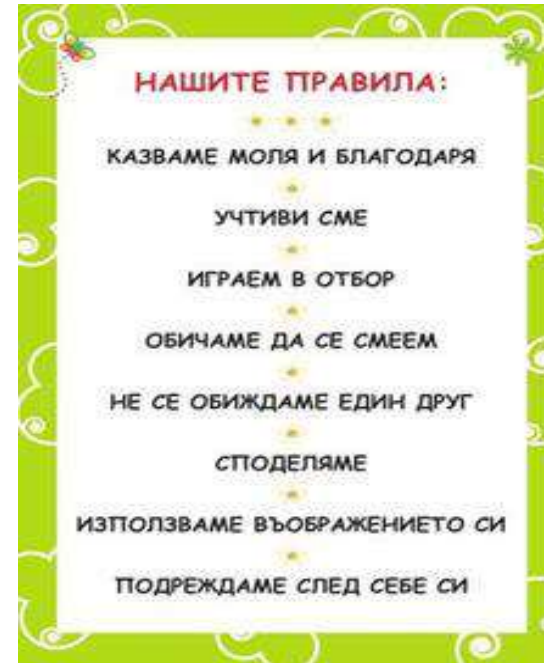 НАШИТЕ ПРАВИЛА:
КАЗВАМЕ МОЛЯ И БЛАГОДАРЯ
УЧТИВИ СМЕ
ИГРАЕМ В ОТБОР
ОБИЧАМЕ ДА СЕ СМЕЕМ
НЕ СЕ ОБИЖДАМЕ ЕДИН ДРУГ
СПОДЕЛЯМЕ
ИЗПОЛЗВАМЕ ВЪОБРАЖЕНИЕТО СИ
ПОДРЕЖДАМЕ СЛЕД СЕБЕ СИ